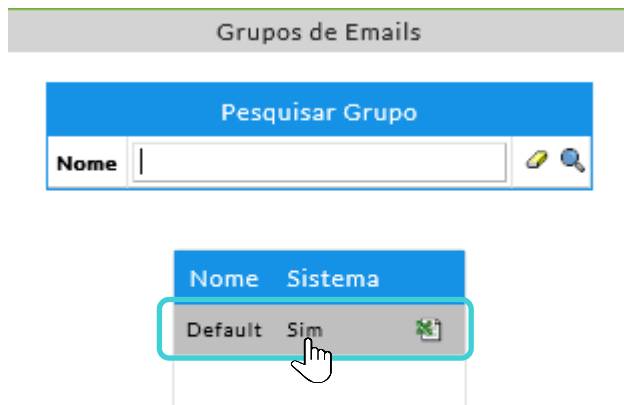 Grupos de Emails
Pesquisar Grupo
Nome
Nome Sistema
Default Sim